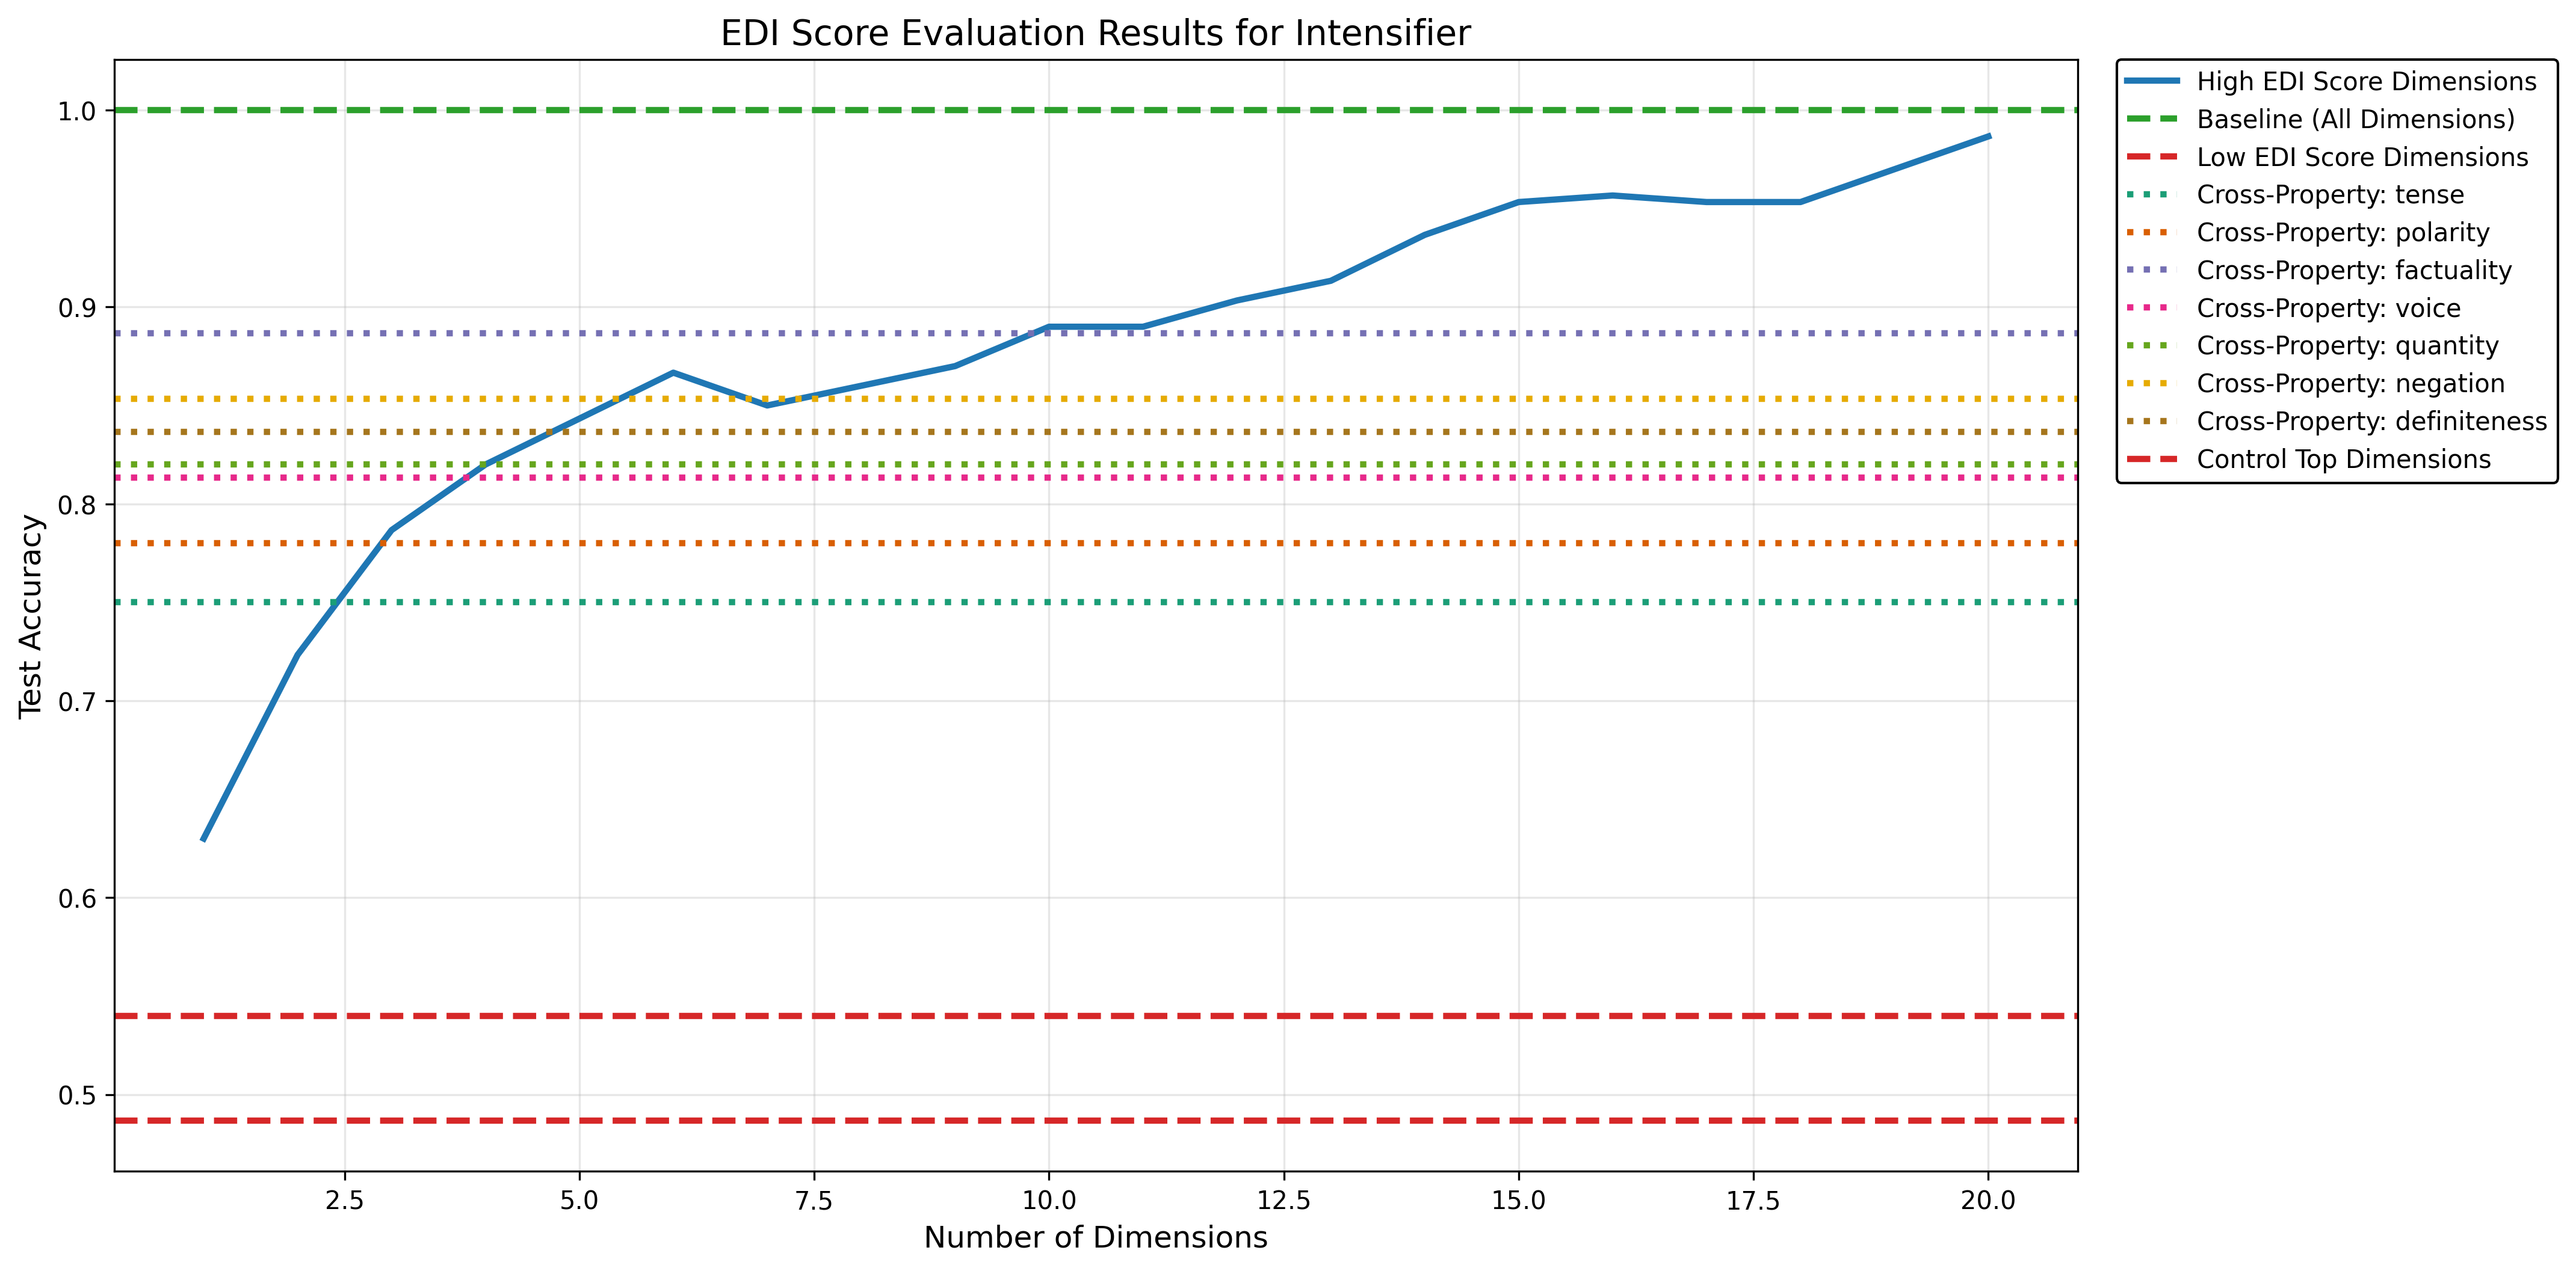 EDI Score Evaluation Results for Intensifier
Test Accuracy
1.0
0.9
0.8
0.7
0.6
0.5
2.5 5.0 7.5 10.0 12.5 15.0 17.5 20.0
Number of Dimensions
High EDI Score Dimensions
Baseline (All Dimensions)
Low EDI Score Dimensions
Cross-Property: tense
Cross-Property: polarity
Cross-Property: factuality
Cross-Property: voice
Cross-Property: quantity
Cross-Property: negation
Cross-Property: definiteness
Control Top Dimensions